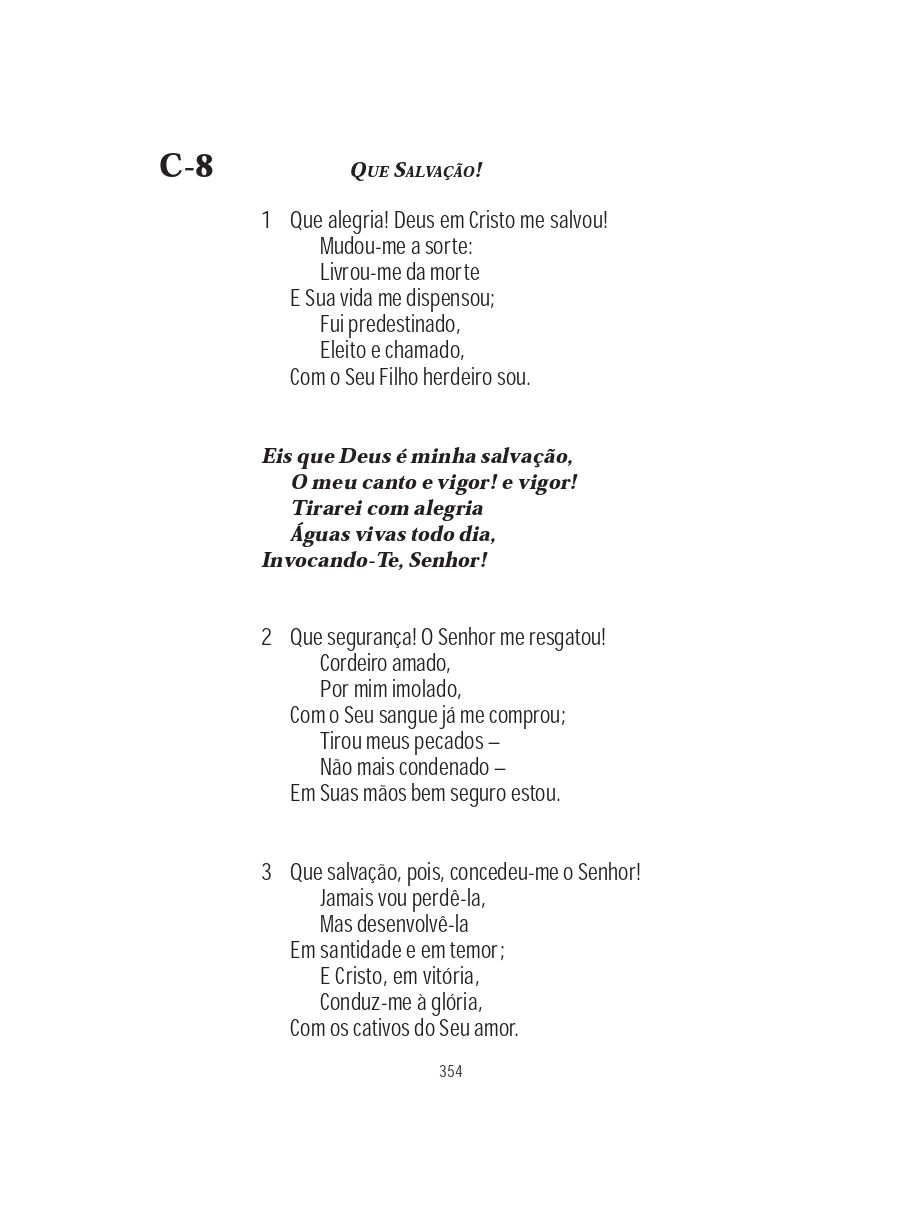 C-8 QUE SALVAÇÃO!
1 Que alegria! Deus em Cristo me salvou!
Mudou-me a sorte:
Livrou-me da morte
E Sua vida me dispensou;
Fui predestinado,
Eleito e chamado,
Com o Seu Filho herdeiro sou.
Eis que Deus é minha salvação,
O meu canto e vigor! e vigor!
Tirarei com alegria
Águas vivas todo dia,
Invocando-Te, Senhor!
2 Que segurança! O Senhor me resgatou!
Cordeiro amado,
Por mim imolado,
Com o Seu sangue já me comprou;
Tirou meus pecados –
Não mais condenado –
Em Suas mãos bem seguro estou.
3 Que salvação, pois, concedeu-me o Senhor!
Jamais vou perdê-la,
Mas desenvolvê-la
Em santidade e em temor;
E Cristo, em vitória,
Conduz-me à glória,
Com os cativos do Seu amor.
354